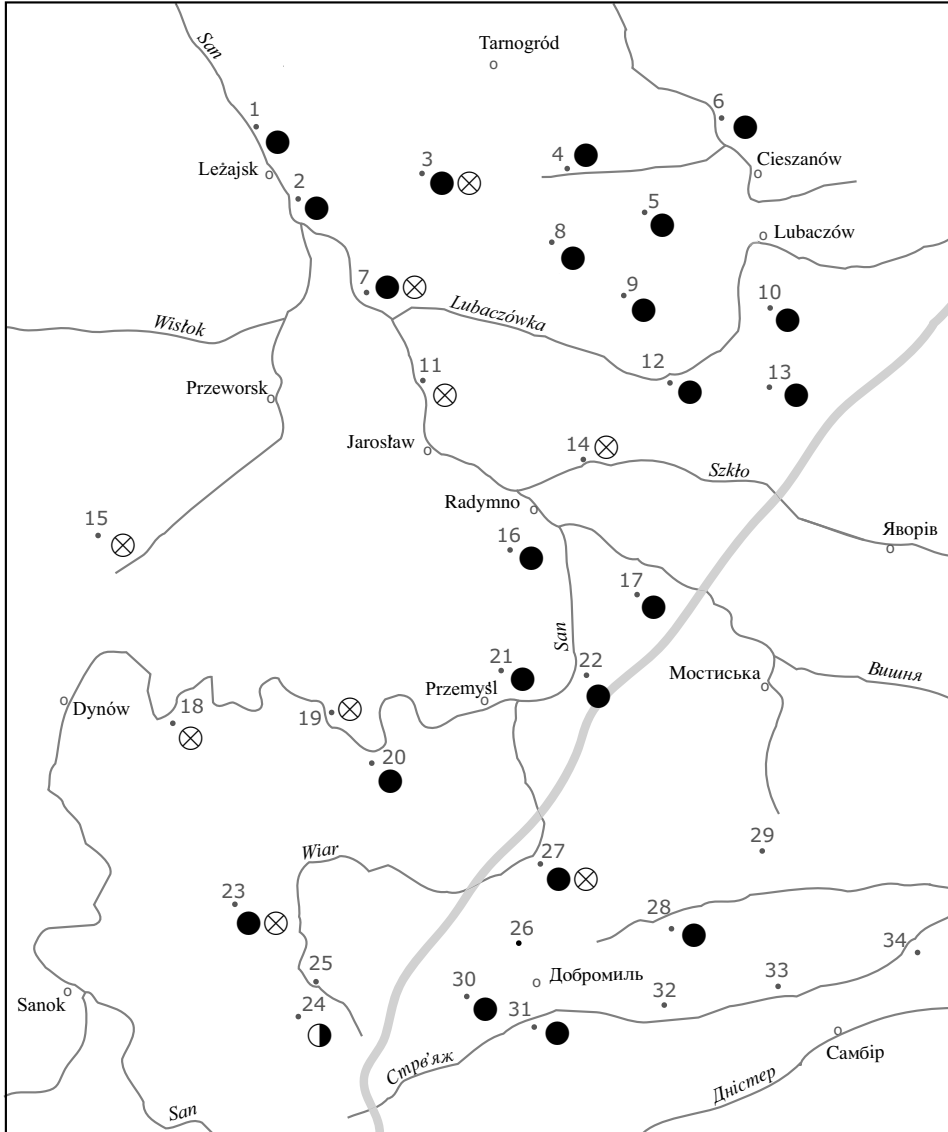 San
Tarnogród
1
6
Leżajsk
3
4
Cieszanów
2
5
8
Lubaczów
7
9
10
Lubaczówka
Wisłok
11
12
13
Przeworsk
Jarosław
14
Szkło
Radymno
15
16
Яворів
17
San
21
22
Przemyśl
Мостиська
Вишня
Dynów
18
19
20
Wiar
27
29
23
28
26
34
25
Добромиль
33
Sanok
30
32
24
31
Самбір
Стрв'яж
Дністер
San